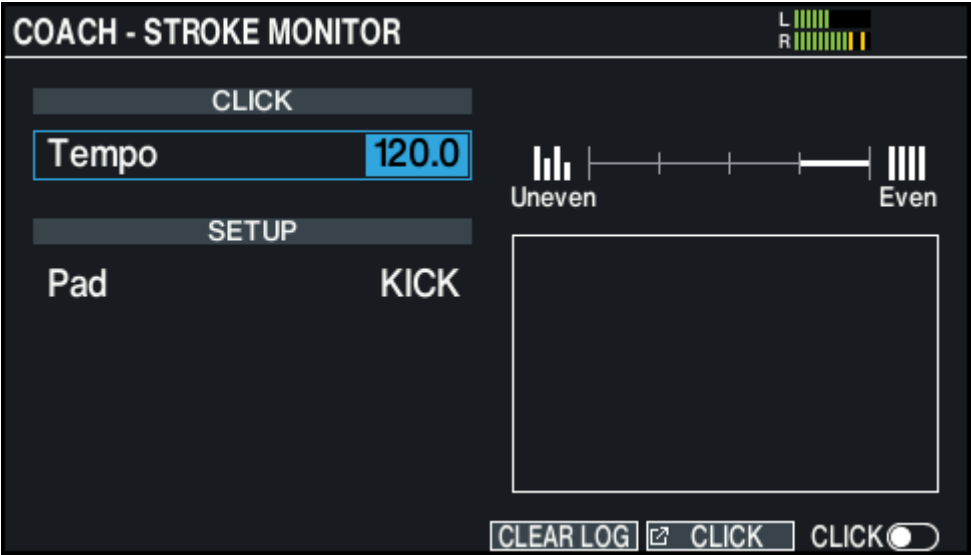 COACH - STROKE MONITOR
L
R
CLICK
Tempo 120.0
SETUP
Pad KICK
Uneven Even
CLEAR LOG CLICK CLICK